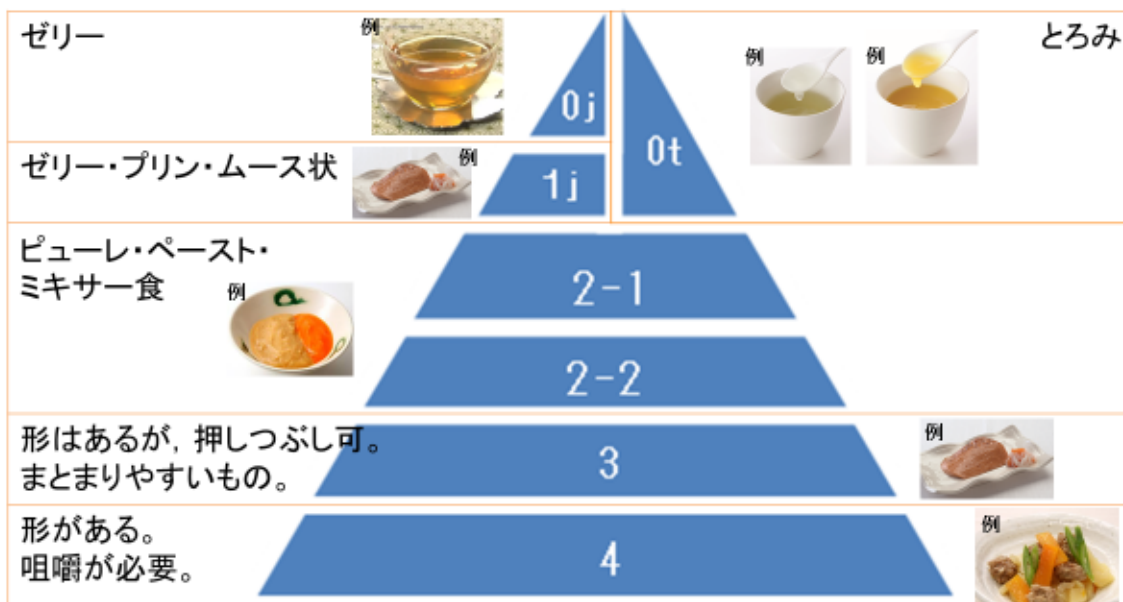 ゼリー
例
0j
とろみ
例
例
0t
ゼリー・プリン・ムース状
例
1j
ピューレ・ペースト・
ミキサー食
例
2-1
2-2
形はあるが，押しつぶし可。
まとまりやすいもの。
3
例
形がある。
咀嚼が必要。
4
例